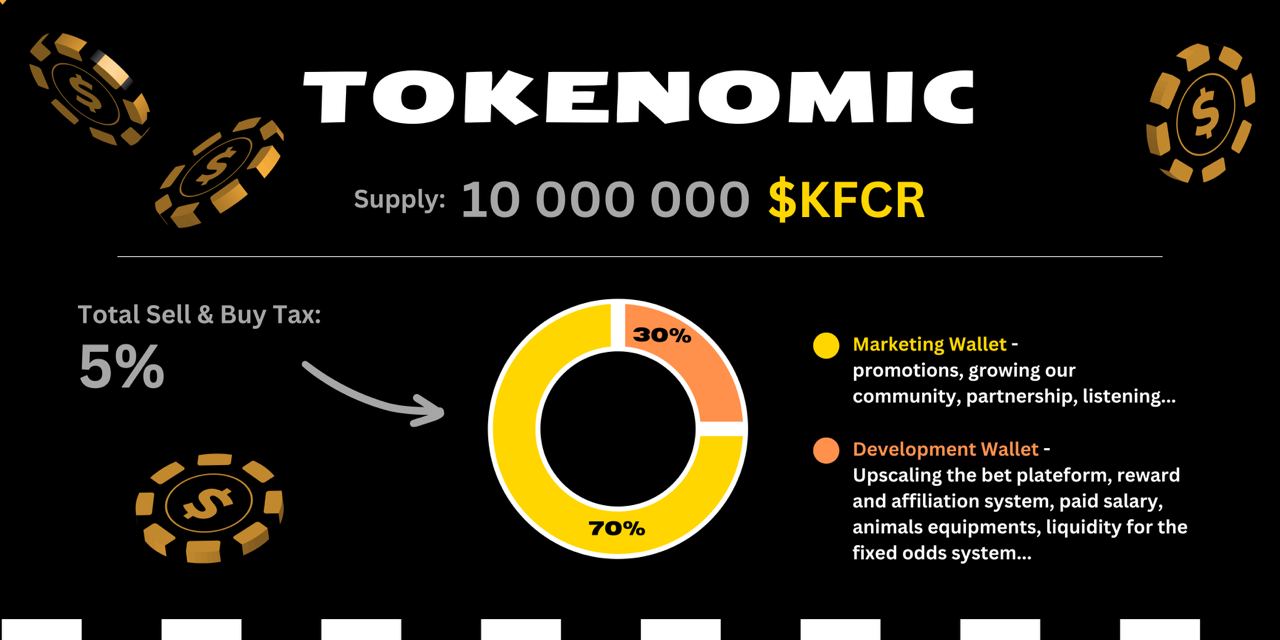 TOKENOMIC
Supply: 10 000 000 $KFCR
Total Sell & Buy Tax:
5%
30%
70%
Marketing Wallet -
promotions, growing our
community, partnership, listening...
Development Wallet -
Upscaling the bet plateform, reward
and affiliation system, paid salary,
animals equipments, liquidity for the
fixed odds system...
$
$
$
$